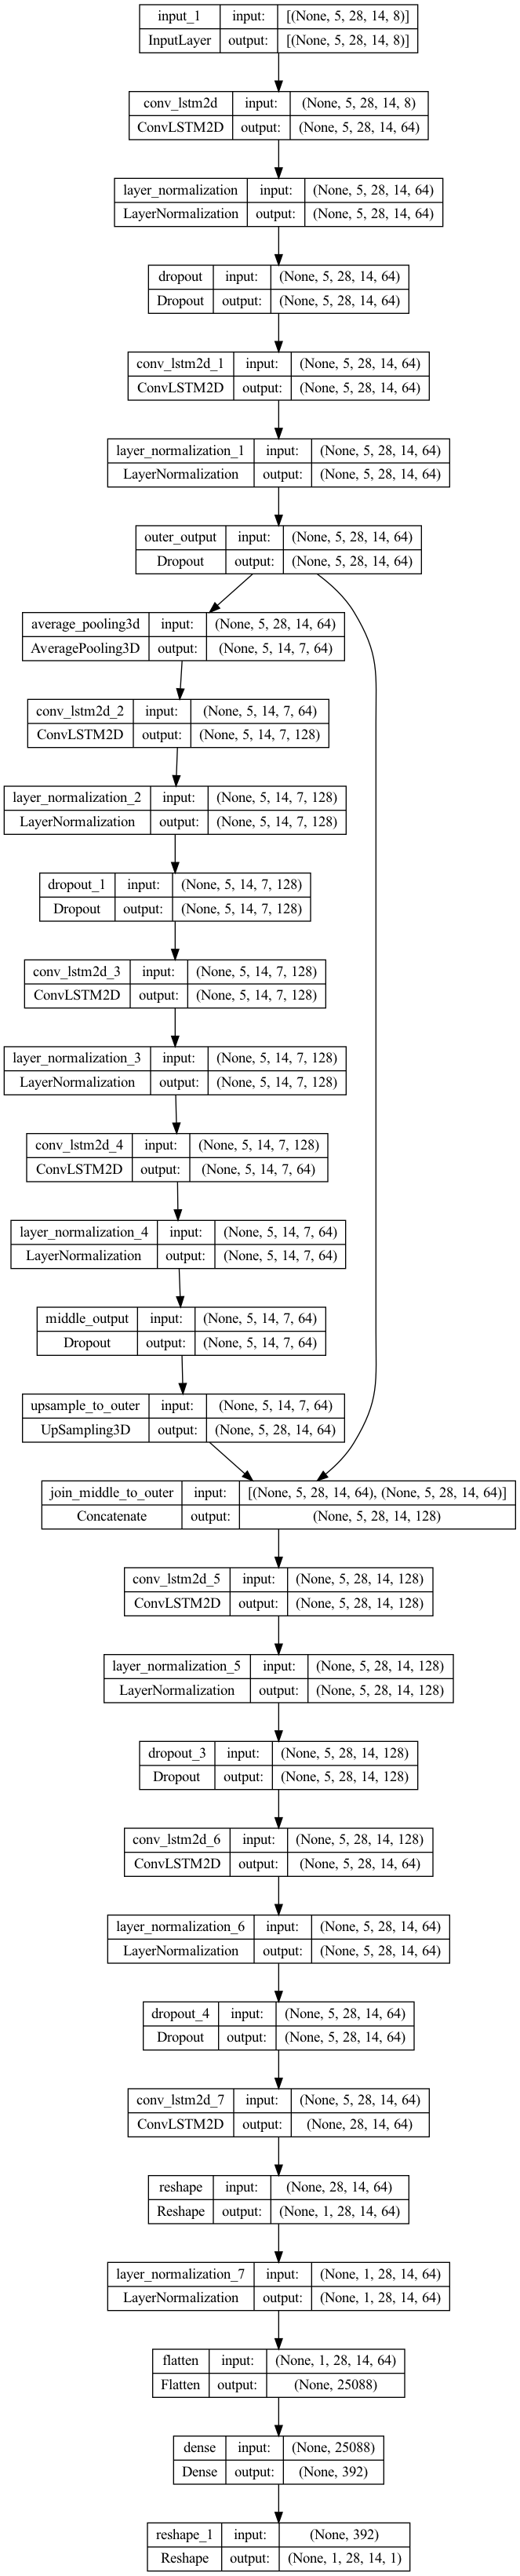 input_1 input: [(None, 5, 28, 14, 8)]
InputLayer output: [(None, 5, 28, 14, 8)]
conv_lstm2d input: (None, 5, 28, 14, 8)
ConvLSTM2D output: (None, 5, 28, 14, 64)
layer_normalization input: (None, 5, 28, 14, 64)
LayerNormalization output: (None, 5, 28, 14, 64)
dropout input: (None, 5, 28, 14, 64)
Dropout output: (None, 5, 28, 14, 64)
conv_lstm2d_1 input: (None, 5, 28, 14, 64)
ConvLSTM2D output: (None, 5, 28, 14, 64)
layer_normalization_1 input: (None, 5, 28, 14, 64)
LayerNormalization output: (None, 5, 28, 14, 64)
outer_output input: (None, 5, 28, 14, 64)
Dropout output: (None, 5, 28, 14, 64)
average_pooling3d input: (None, 5, 28, 14, 64)
AveragePooling3D output: (None, 5, 14, 7, 64)
conv_lstm2d_2 input: (None, 5, 14, 7, 64)
ConvLSTM2D output: (None, 5, 14, 7, 128)
layer_normalization_2 input: (None, 5, 14, 7, 128)
LayerNormalization output: (None, 5, 14, 7, 128)
dropout_1 input: (None, 5, 14, 7, 128)
Dropout output: (None, 5, 14, 7, 128)
conv_lstm2d_3 input: (None, 5, 14, 7, 128)
ConvLSTM2D output: (None, 5, 14, 7, 128)
layer_normalization_3 input: (None, 5, 14, 7, 128)
LayerNormalization output: (None, 5, 14, 7, 128)
conv_lstm2d_4 input: (None, 5, 14, 7, 128)
ConvLSTM2D output: (None, 5, 14, 7, 64)
layer_normalization_4 input: (None, 5, 14, 7, 64)
LayerNormalization output: (None, 5, 14, 7, 64)
middle_output input: (None, 5, 14, 7, 64)
Dropout output: (None, 5, 14, 7, 64)
upsample_to_outer input: (None, 5, 14, 7, 64)
UpSampling3D output: (None, 5, 28, 14, 64)
join_middle_to_outer input: [(None, 5, 28, 14, 64), (None, 5, 28, 14, 64)]
Concatenate output: (None, 5, 28, 14, 128)
conv_lstm2d_5 input: (None, 5, 28, 14, 128)
ConvLSTM2D output: (None, 5, 28, 14, 128)
layer_normalization_5 input: (None, 5, 28, 14, 128)
LayerNormalization output: (None, 5, 28, 14, 128)
dropout_3 input: (None, 5, 28, 14, 128)
Dropout output: (None, 5, 28, 14, 128)
conv_lstm2d_6 input: (None, 5, 28, 14, 128)
ConvLSTM2D output: (None, 5, 28, 14, 64)
layer_normalization_6 input: (None, 5, 28, 14, 64)
LayerNormalization output: (None, 5, 28, 14, 64)
dropout_4 input: (None, 5, 28, 14, 64)
Dropout output: (None, 5, 28, 14, 64)
conv_lstm2d_7 input: (None, 5, 28, 14, 64)
ConvLSTM2D output: (None, 28, 14, 64)
reshape input: (None, 28, 14, 64)
Reshape output: (None, 1, 28, 14, 64)
layer_normalization_7 input: (None, 1, 28, 14, 64)
LayerNormalization output: (None, 1, 28, 14, 64)
flatten input: (None, 1, 28, 14, 64)
Flatten output: (None, 25088)
dense input: (None, 25088)
Dense output: (None, 392)
reshape_1 input: (None, 392)
Reshape output: (None, 1, 28, 14, 1)